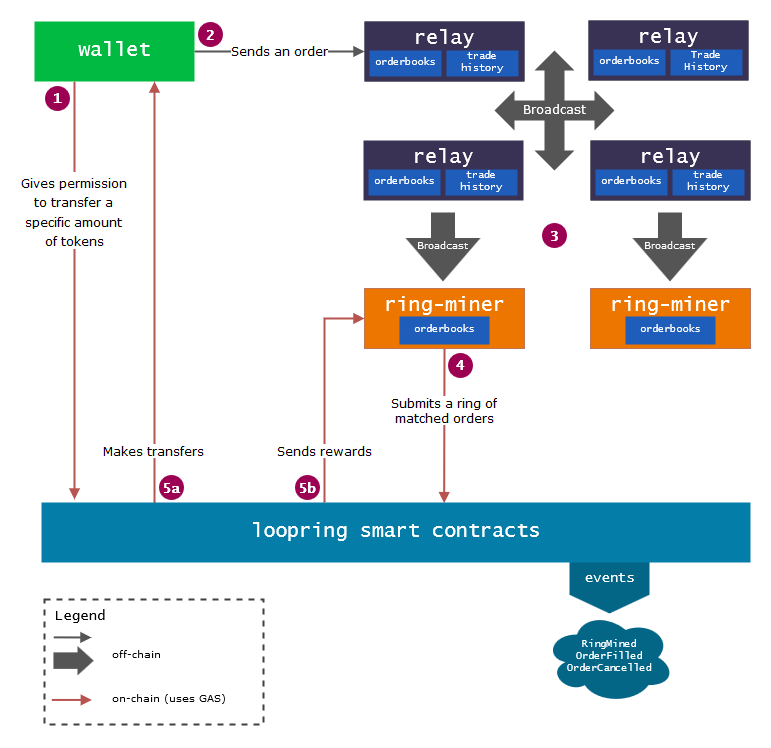 wallet
2
Sends an order
relay
orderbooks
trade
history
relay
orderbooks
Trade
History
1
Broadcast
relay
orderbooks
trade
history
relay
orderbooks
trade
history
Gives permission
to transfer a
specific amount
of tokens
Broadcast
3
Broadcast
ring-miner
orderbooks
ring-miner
orderbooks
4
Submits a ring of
matched orders
Makes transfers
Sends rewards
5a
5b
loopring smart contracts
events
RingMined
OrderFilled
OrderCancelled
Legend
off-chain
on-chain (uses GAS)